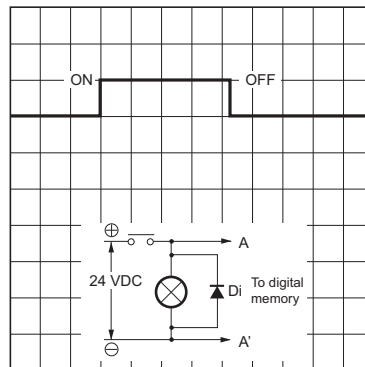 ON
OFF
⊕
A
24 VDC
Di
To digital
memory
⊖
A'